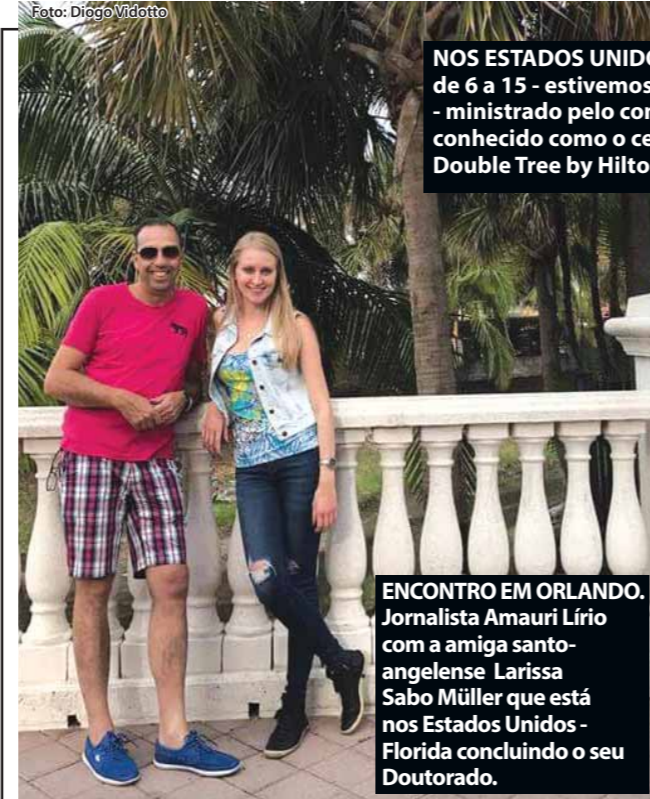 Foto: Diogo Vidotto
NOS ESTADOS UNIDO
de 6 a 15 - estivemos
- ministrado pelo con
conhecido como o ce
Double Tree by Hilto
ENCONTRO EM ORLANDO.
Jornalista Amauri Lírio
com a amiga santo-
angelense Larissa
Sabo Müller que está
nos Estados Unidos -
Florida concluindo o seu
Doutorado.